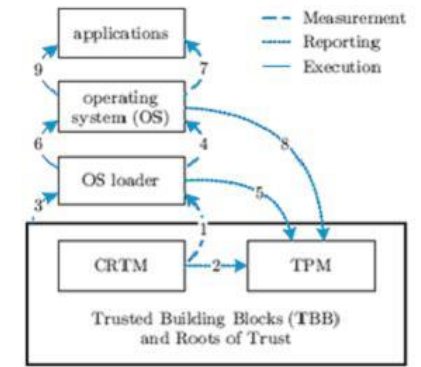 applications
Measurement
Reporting
Execution
9
7
operating
system (OS)
6
4
8
OS loader
3
5
1
CRTM
2
TPM
Trusted Building Blocks (TBB)
and Roots of Trust